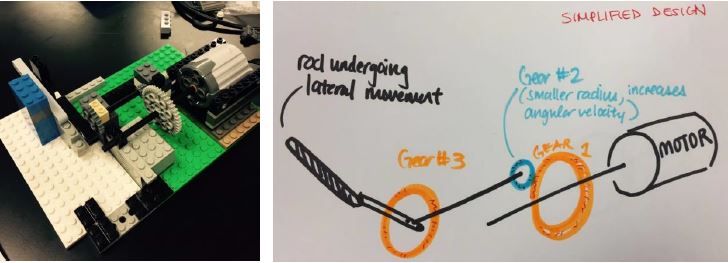 SIMPLIFIED DESIGN
rod undergoing
lateral movement
Gear #2
(smaller radius, increases
angular velocity)
Gear #3
GEAR 1
MOTOR